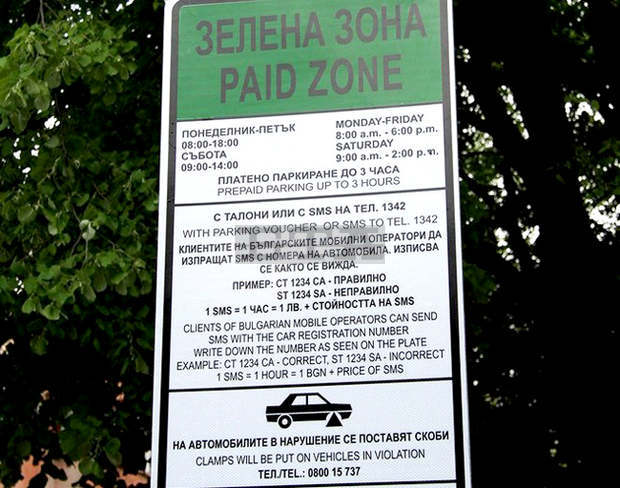 ЗЕЛЕНА ЗОНА
PAID ZONE
ПОНЕДЕЛНИК-ПЕТЪК
08:00-18:00
СЪБОТА
09:00-14:00
MONDAY-FRIDAY
8:00 a.m. - 6:00 p.m.
SATURDAY
9:00 a.m. - 2:00 p.m.
ПЛАТЕНО ПАРКИРАНЕ ДО 3 ЧАСА
PREPAID PARKING UP TO 3 HOURS
С ТАЛОНИ ИЛИ С SMS НА ТЕЛ. 1342
WITH PARKING VOUCHER OR SMS TO TEL. 1342
КЛИЕНТИТЕ НА БЪЛГАРСКИТЕ МОБИЛНИ ОПЕРАТОРИ ДА
ИЗПРАЩАТ SMS С НОМЕРА НА АВТОМОБИЛА. ИЗПИСВА
СЕ КАКТО СЕ ВИЖДА.
ПРИМЕР: CT 1234 CA - ПРАВИЛНО
ST 1234 SA - НЕПРАВИЛНО
1 SMS = 1 ЧАС = 1 ЛВ. + СТОЙНОСТТА НА SMS
CLIENTS OF BULGARIAN MOBILE OPERATORS CAN SEND
SMS WITH THE CAR REGISTRATION NUMBER
WRITE DOWN THE NUMBER AS SEEN ON THE PLATE
EXAMPLE: CT 1234 CA - CORRECT, ST 1234 SA - INCORRECT
1 SMS = 1 HOUR = 1 BGN + PRICE OF SMS
НА АВТОМОБИЛИТЕ В НАРУШЕНИЕ СЕ ПОСТАВЯТ СКОБИ
CLAMPS WILL BE PUT ON VEHICLES IN VIOLATION
ТЕЛ./TEL.: 0800 15 737